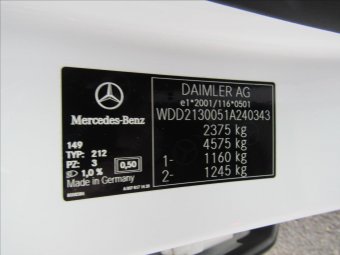 Mercedes-Benz
149
TYP: 212
PZ: 3
1,0 %
0,50
Made in Germany
DAIMLER AG
e1*2001/116*0501
WDD2130051A240343
2375 kg
4575 kg
1- 1160 kg
2- 1245 kg